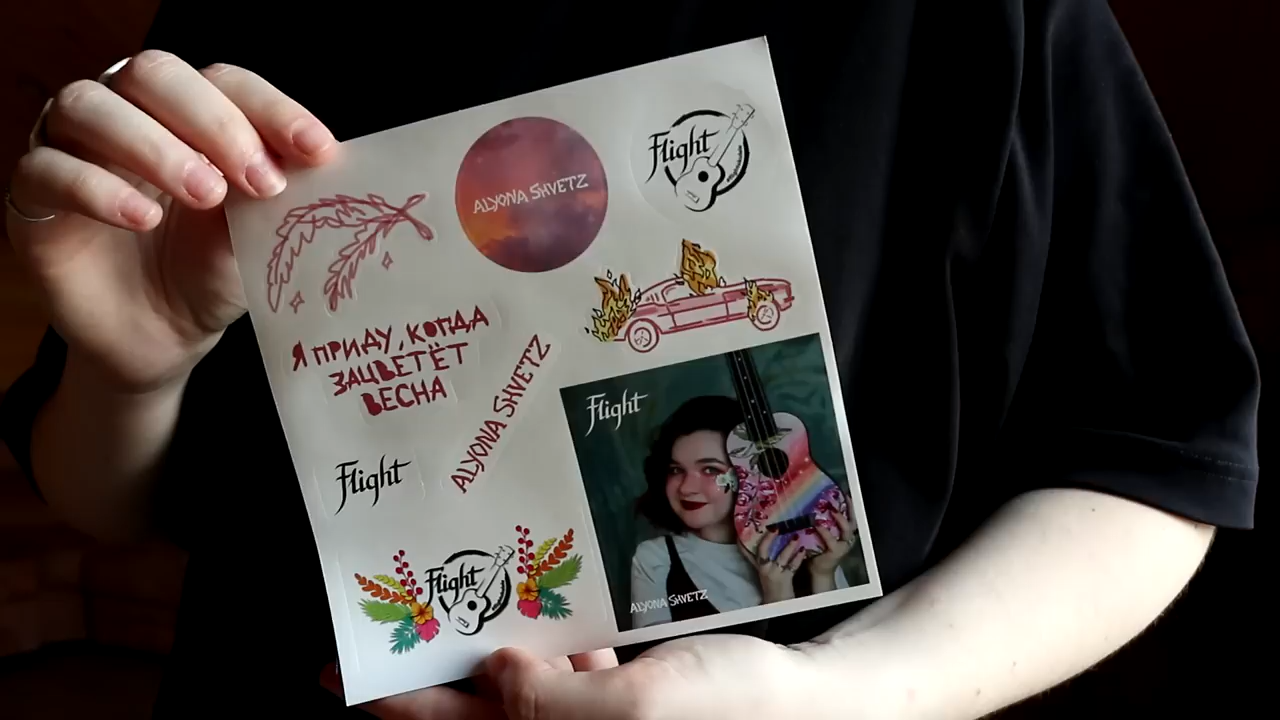 ALYONA SHVETZ
Flight
Я ПРИДУ, КОГДА
ЗАЦВЕТЁТ
ВЕСНА
ALYONA SHVETZ
Flight
Flight
Flight
ALYONA SHVETZ